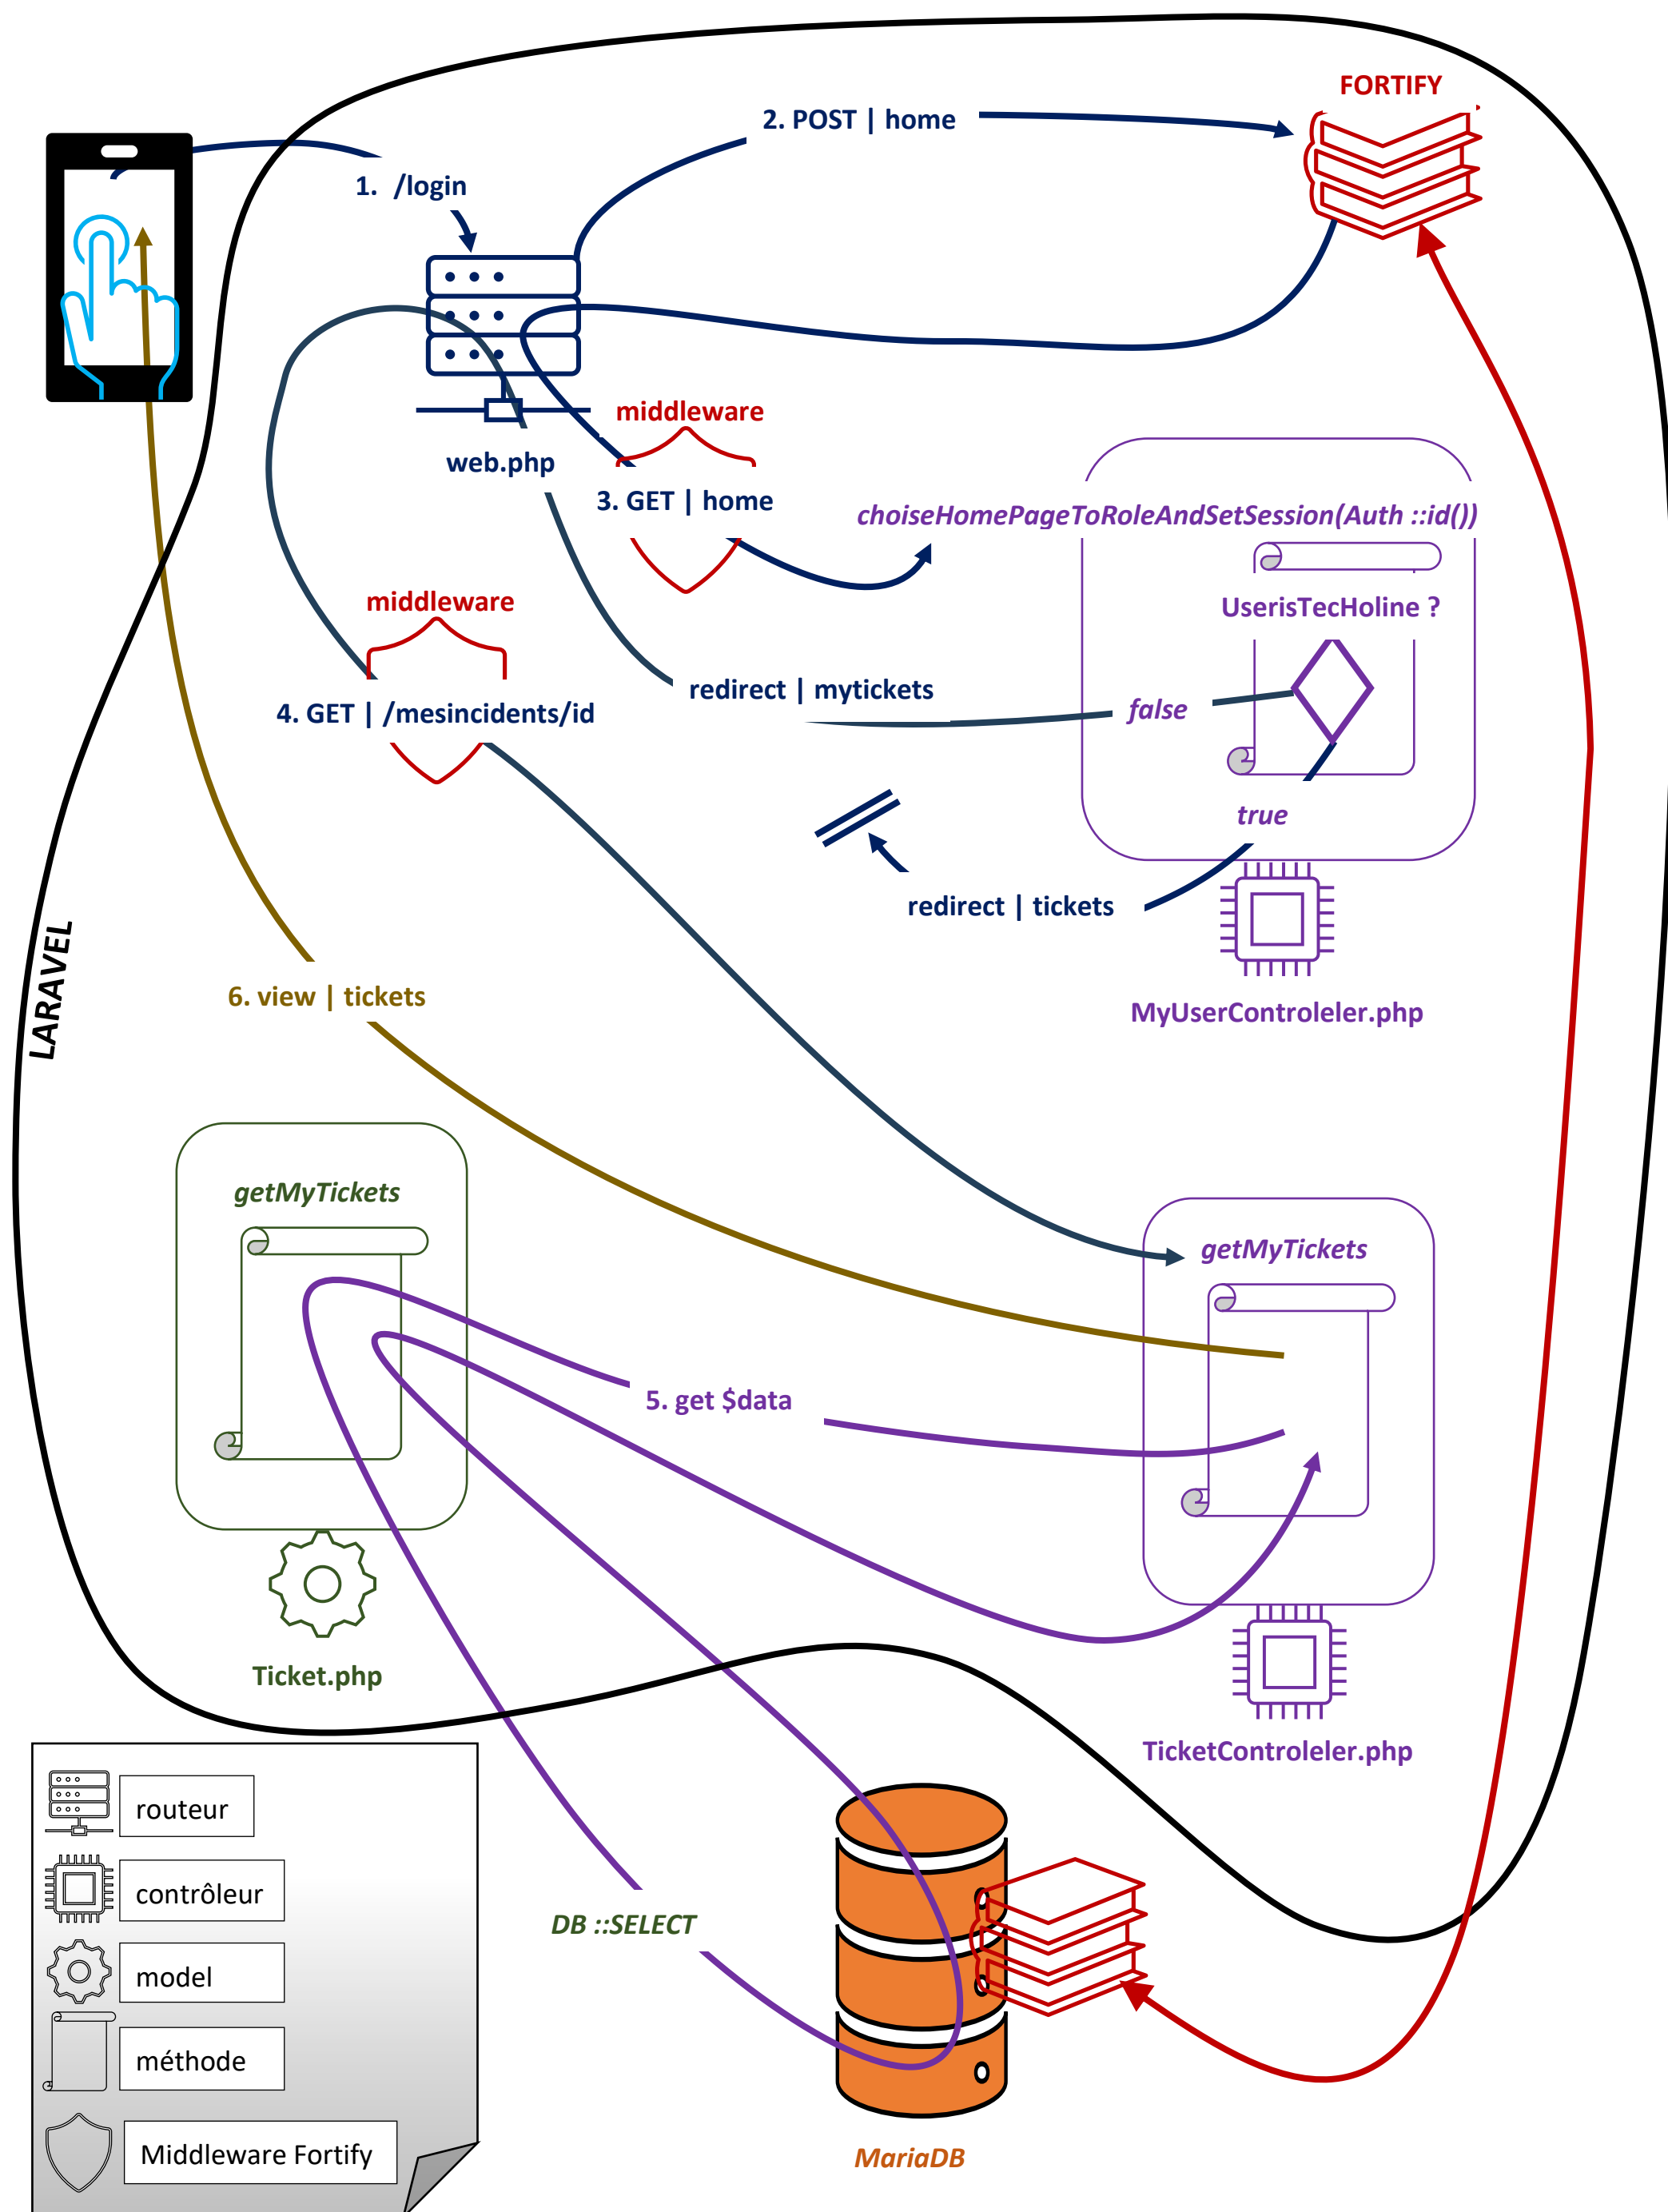 FORTIFY
2. POST | home
1. /login
middleware
web.php
3. GET | home
choiseHomePageToRoleAndSetSession(Auth ::id())
middleware
UserisTecHoline ?
redirect | mytickets
false
4. GET | /mesincidents/id
true
redirect | tickets
LARAVEL
6. view | tickets
MyUserControleler.php
getMyTickets
getMyTickets
5. get $data
Ticket.php
TicketControleler.php
routeur
contrôleur
DB ::SELECT
model
méthode
Middleware Fortify
MariaDB